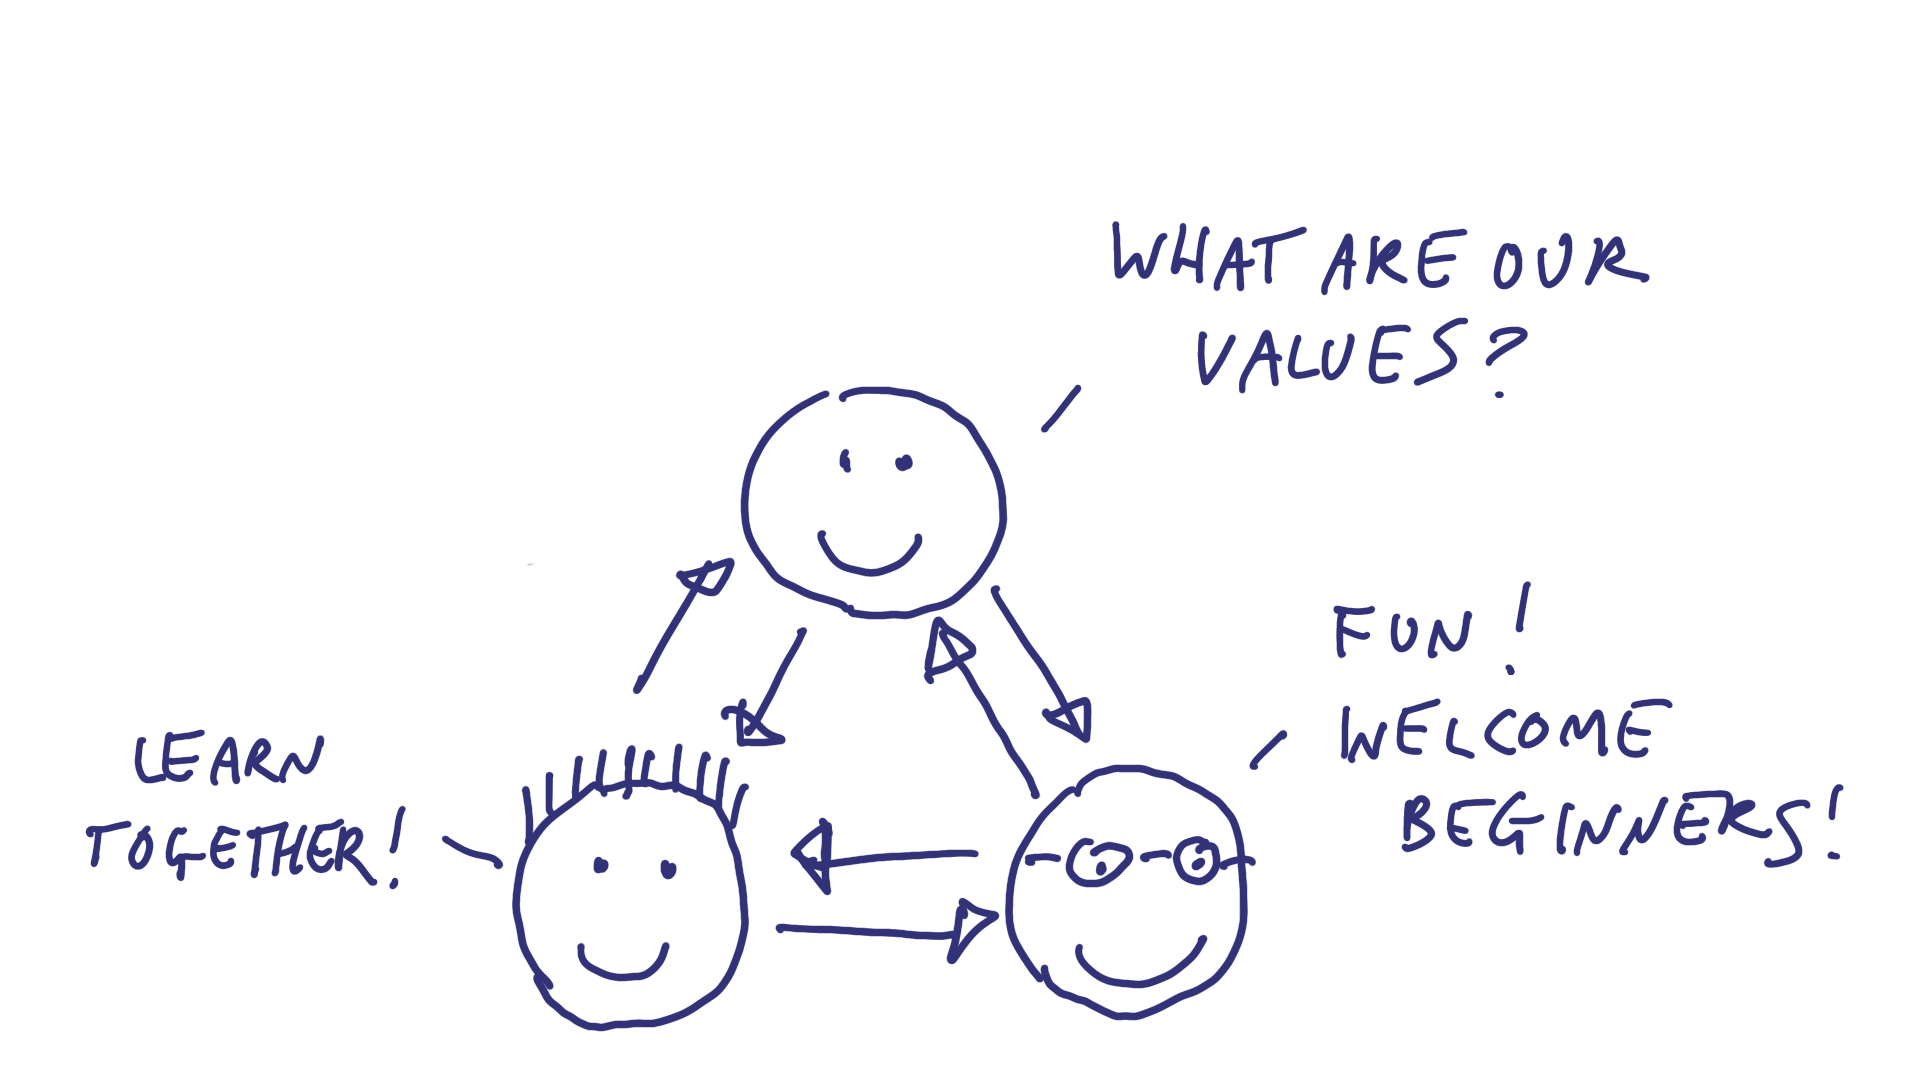 WHAT ARE OUR
VALUES?
FUN!
WELCOME
BEGINNERS!
LEARN
TOGETHER!